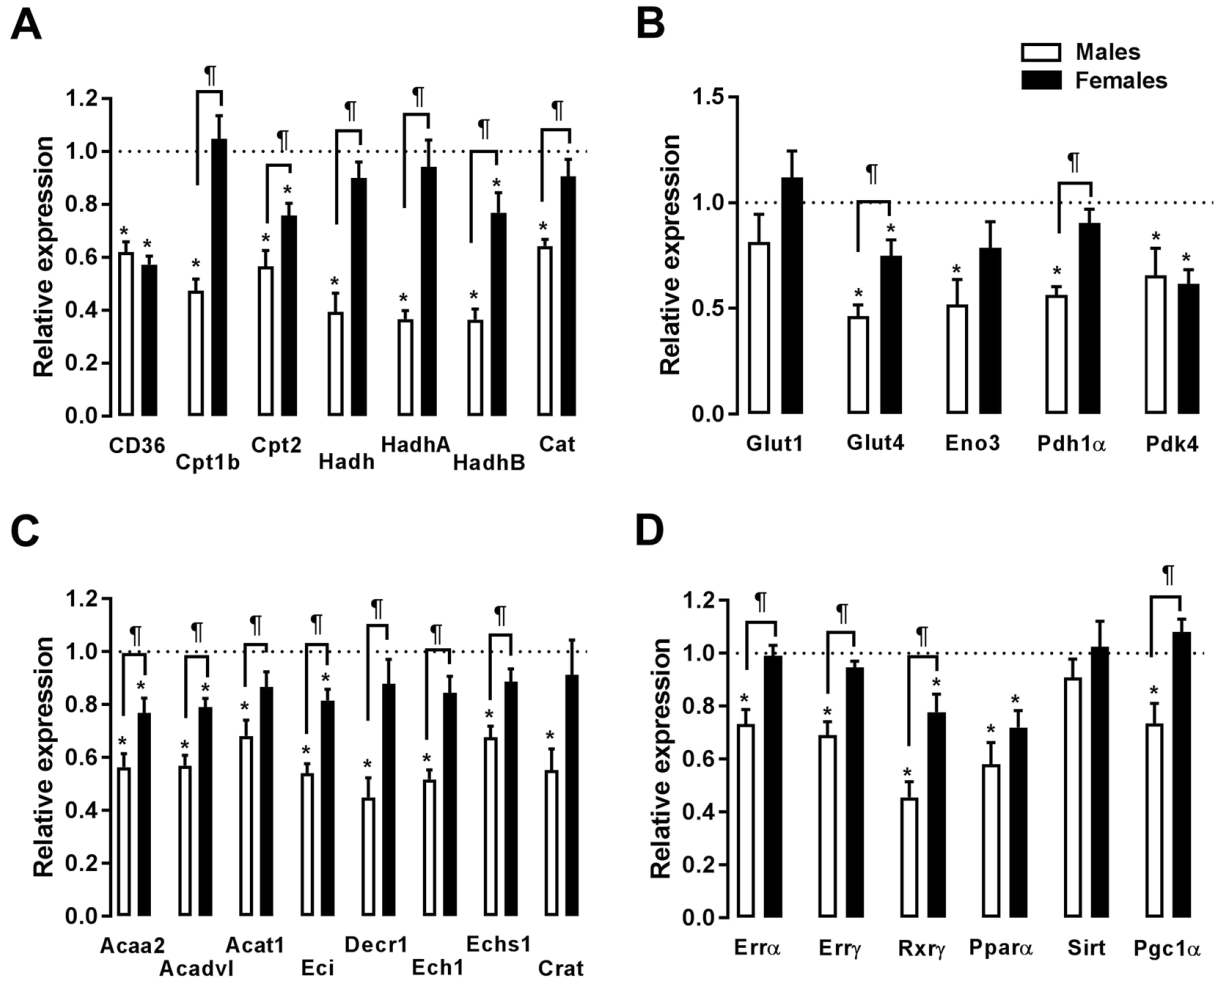 A
Relative expression
1.2
1.0
0.8
0.6
0.4
0.2
0.0
* * * ¶ * * ¶ * ¶ * ¶ * * ¶ * ¶
CD36 Cpt1b Cpt2 Hadh HadhA HadhB Cat
B
Males
Females
Relative expression
1.5
1.0
0.5
0.0
* * ¶ * * ¶ * *
Glut1 Glut4 Eno3 Pdh1α Pdk4
C
Relative expression
1.2
1.0
0.8
0.6
0.4
0.2
0.0
* * ¶ * * ¶ * ¶ * * ¶ * ¶ * ¶ * ¶ *
Acaa2 Acadvl Acat1 Eci Decr1 Ech1 Echs1 Crat
D
Relative expression
1.2
1.0
0.8
0.6
0.4
0.2
0.0
* ¶ * ¶ * * ¶ * * * ¶
Errα Errγ Rxrγ Pparα Sirt Pgc1α